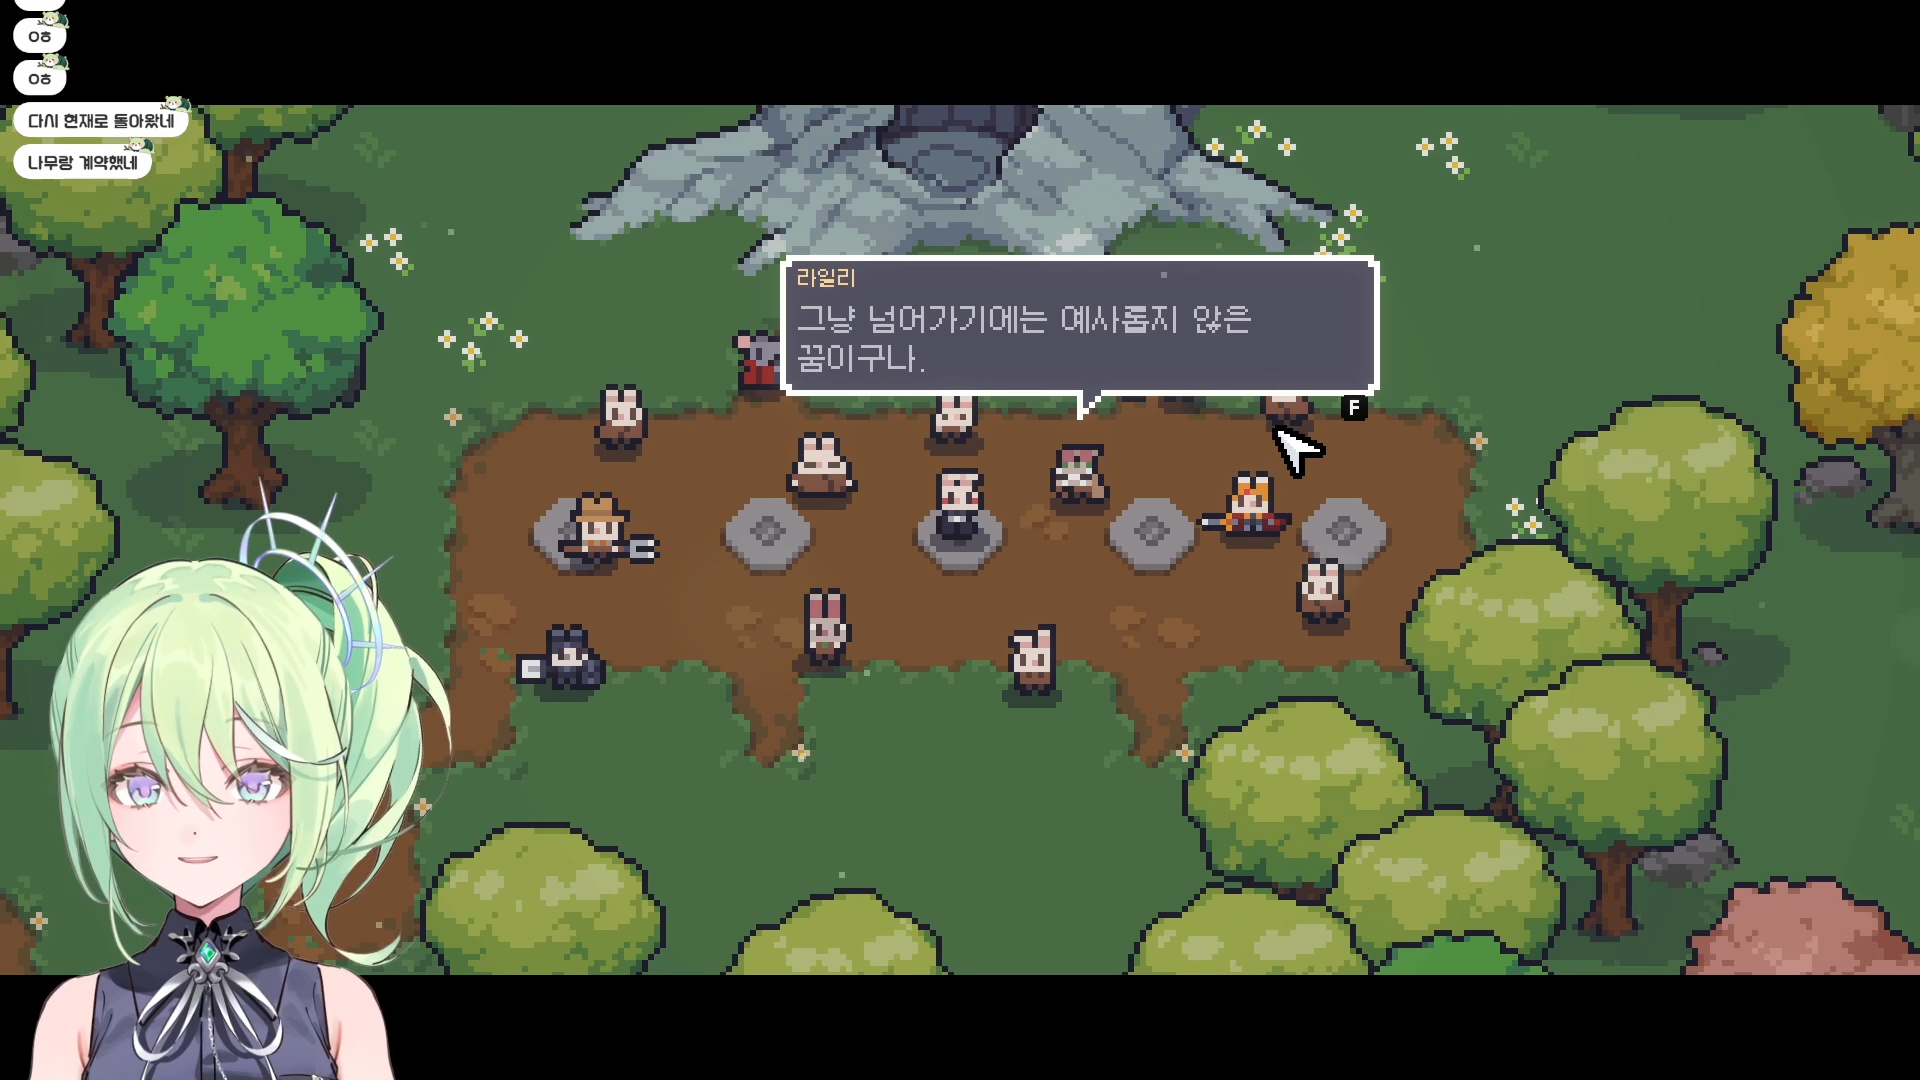 ㅇㅎ
ㅇㅎ
다시 현재로 돌아왔네
나무랑 계약했네
라일리
그냥 넘어가기에는 예사롭지 않은
꿈이구나.
F